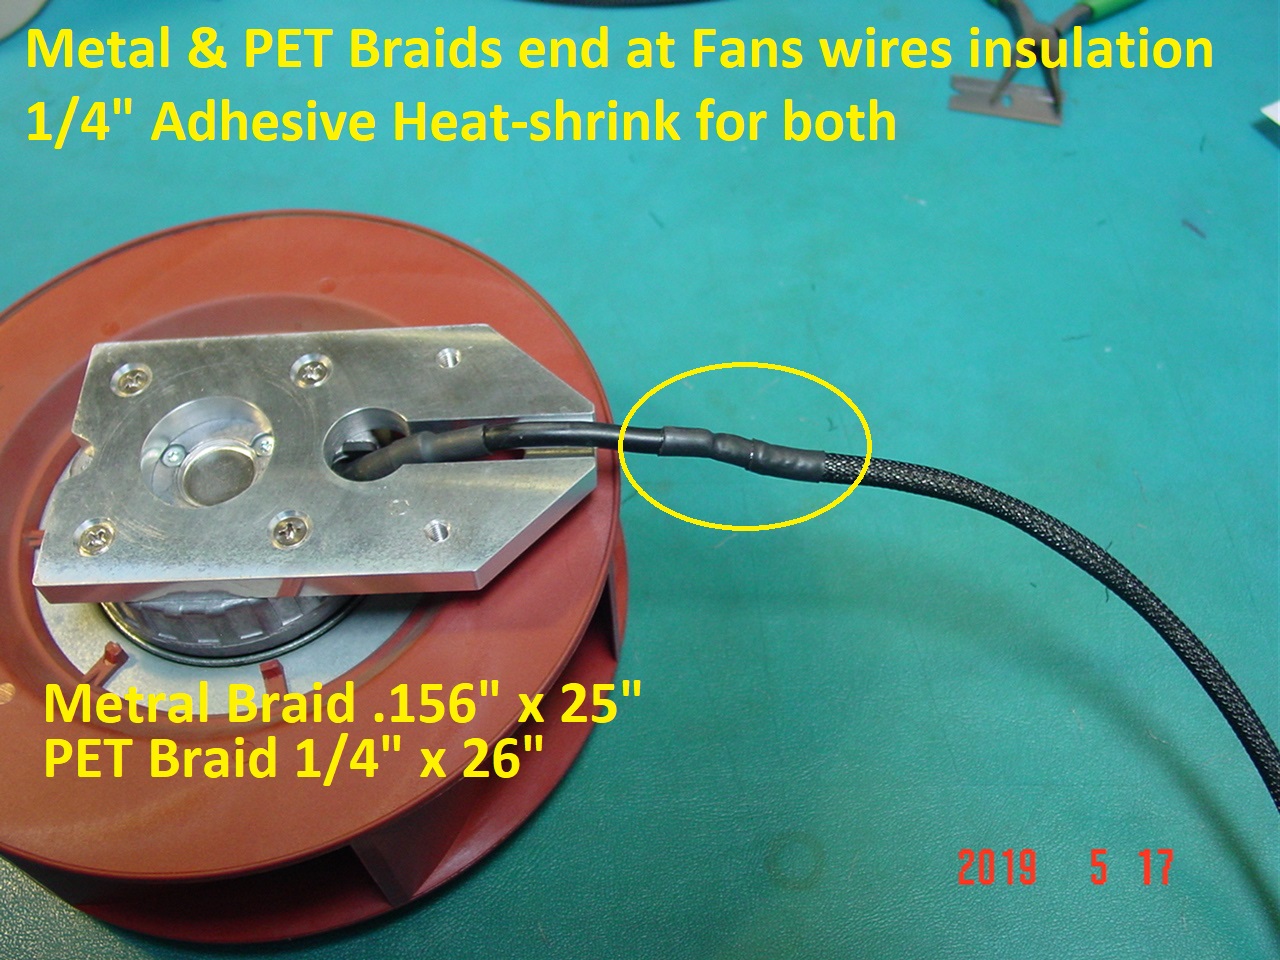 Metal & PET Braids end at Fans wires insulation
1/4" Adhesive Heat-shrink for both
Metral Braid .156" x 25"
PET Braid 1/4" x 26"
2019 5 17